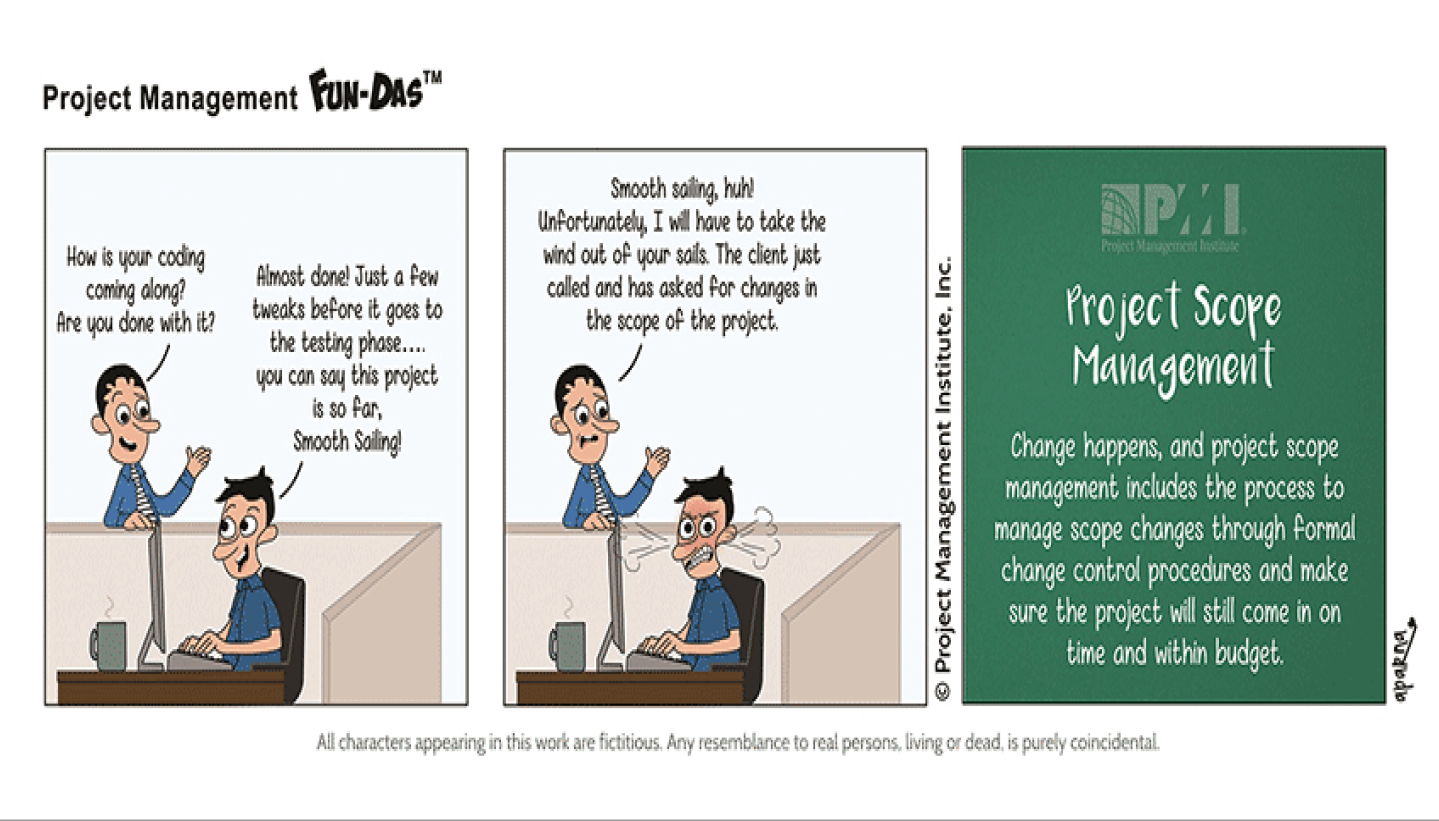 Project Management FUN-DAS™
How is your coding
coming along?
Are you done with it?
Almost done! Just a few
tweaks before it goes to
the testing phase....
you can say this project
is so far,
Smooth Sailing!
Smooth sailing, huh!
Unfortunately, I will have to take the
wind out of your sails. The client just
called and has asked for changes in
the scope of the project.
© Project Management Institute. Inc.
PMI®
Project Management Institute
Project Scope
Management
Change happens, and project scope
management includes the process to
manage scope changes through formal
change control procedures and make
sure the project will still come in on
time and within budget.
aparna
All characters appearing in this work are fictitious. Any resemblance to real persons, living or dead, is purely coincidental.